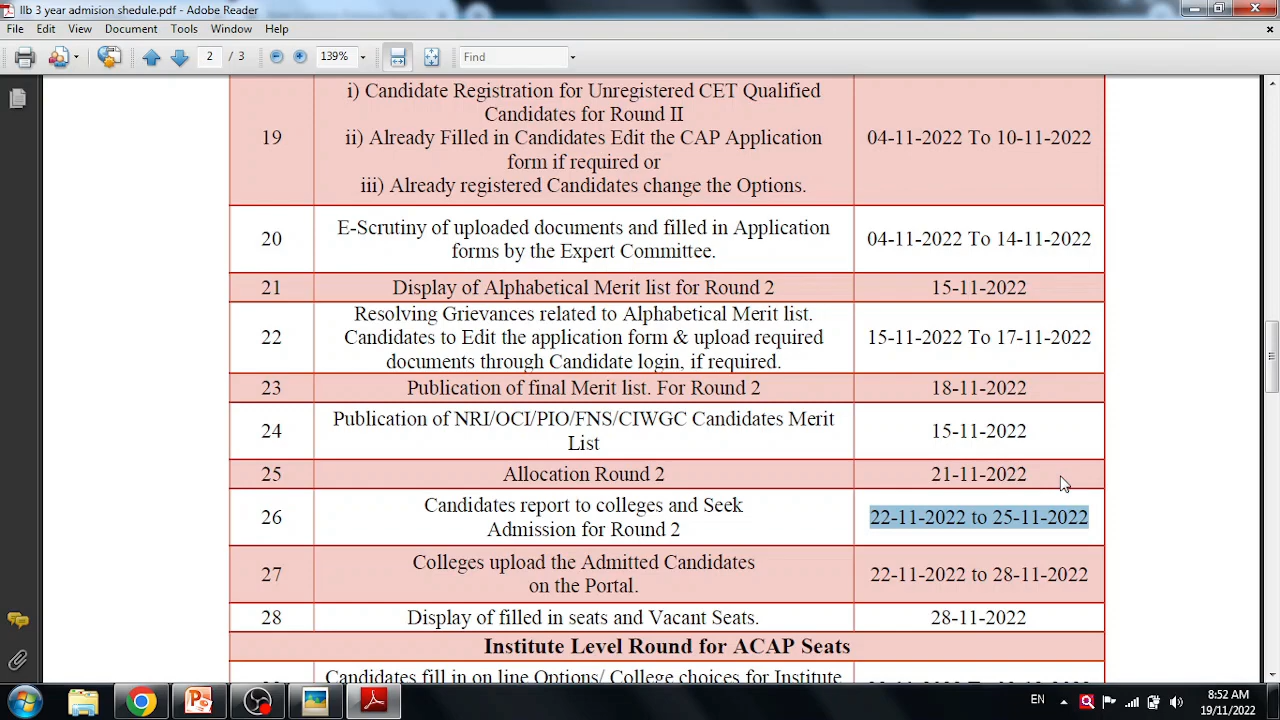 llb 3 year admision shedule.pdf - Adobe Reader
File Edit View Document Tools Window Help
2 / 3 139% Find
19
i) Candidate Registration for Unregistered CET Qualified
Candidates for Round II
ii) Already Filled in Candidates Edit the CAP Application
form if required or
iii) Already registered Candidates change the Options.
04-11-2022 To 10-11-2022
20
E-Scrutiny of uploaded documents and filled in Application
forms by the Expert Committee.
04-11-2022 To 14-11-2022
21 Display of Alphabetical Merit list for Round 2 15-11-2022
22
Resolving Grievances related to Alphabetical Merit list.
Candidates to Edit the application form & upload required
documents through Candidate login, if required.
15-11-2022 To 17-11-2022
23 Publication of final Merit list. For Round 2 18-11-2022
24
Publication of NRI/OCI/PIO/FNS/CIWGC Candidates Merit
List
15-11-2022
25 Allocation Round 2 21-11-2022
26
Candidates report to colleges and Seek
Admission for Round 2
22-11-2022 to 25-11-2022
27
Colleges upload the Admitted Candidates
on the Portal.
22-11-2022 to 28-11-2022
28 Display of filled in seats and Vacant Seats. 28-11-2022
Institute Level Round for ACAP Seats
Candidates fill in on line Options/ College choices for Institute
EN 8:52 AM
19/11/2022